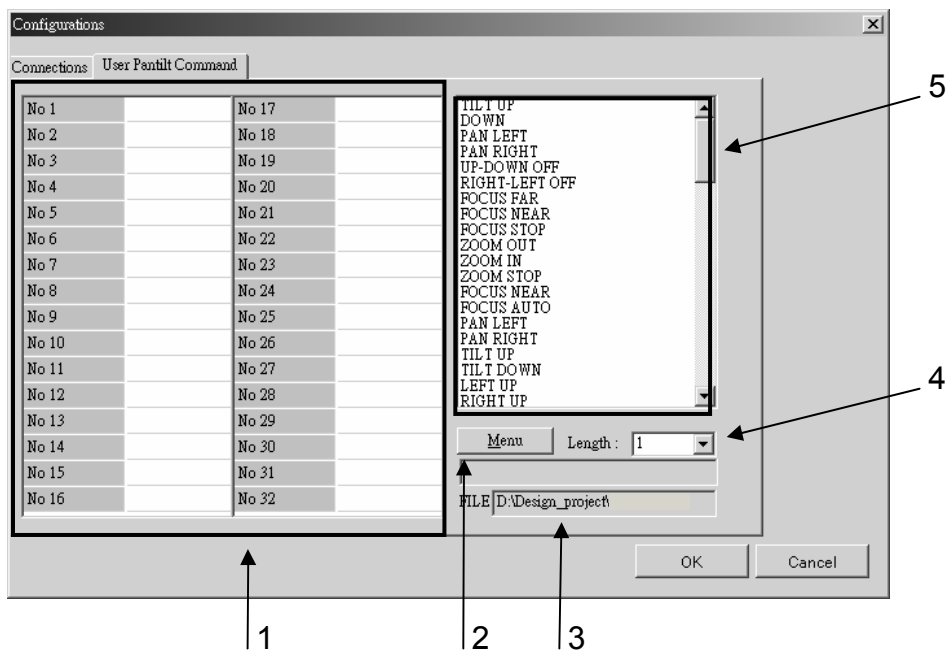 Configurations
Connections User Pantilt Command
No 1 No 17
No 2 No 18
No 3 No 19
No 4 No 20
No 5 No 21
No 6 No 22
No 7 No 23
No 8 No 24
No 9 No 25
No 10 No 26
No 11 No 27
No 12 No 28
No 13 No 29
No 14 No 30
No 15 No 31
No 16 No 32
TILT UP
DOWN
PAN LEFT
PAN RIGHT
UP-DOWN OFF
RIGHT-LEFT OFF
FOCUS FAR
FOCUS NEAR
FOCUS STOP
ZOOM OUT
ZOOM IN
ZOOM STOP
FOCUS NEAR
FOCUS AUTO
PAN LEFT
PAN RIGHT
TILT UP
TILT DOWN
LEFT UP
RIGHT UP
5
Menu Length : 1
4
FILE D:\Design_project\
OK Cancel
1 2 3